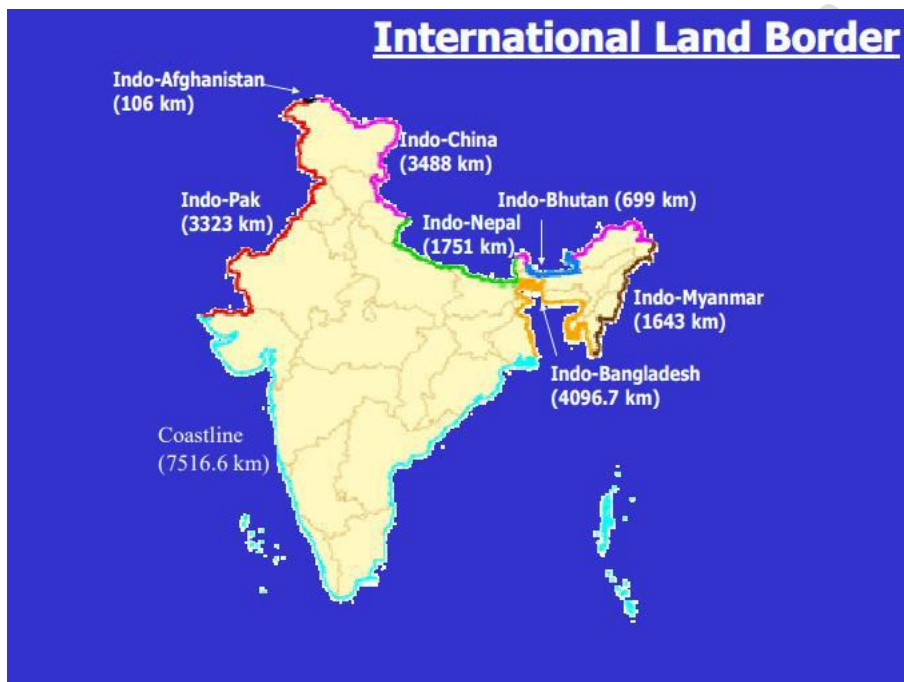 International Land Border
Indo-Afghanistan
(106 km)
Indo-China
(3488 km)
Indo-Pak
(3323 km)
Indo-Bhutan (699 km)
Indo-Nepal
(1751 km)
Indo-Myanmar
(1643 km)
Indo-Bangladesh
(4096.7 km)
Coastline
(7516.6 km)